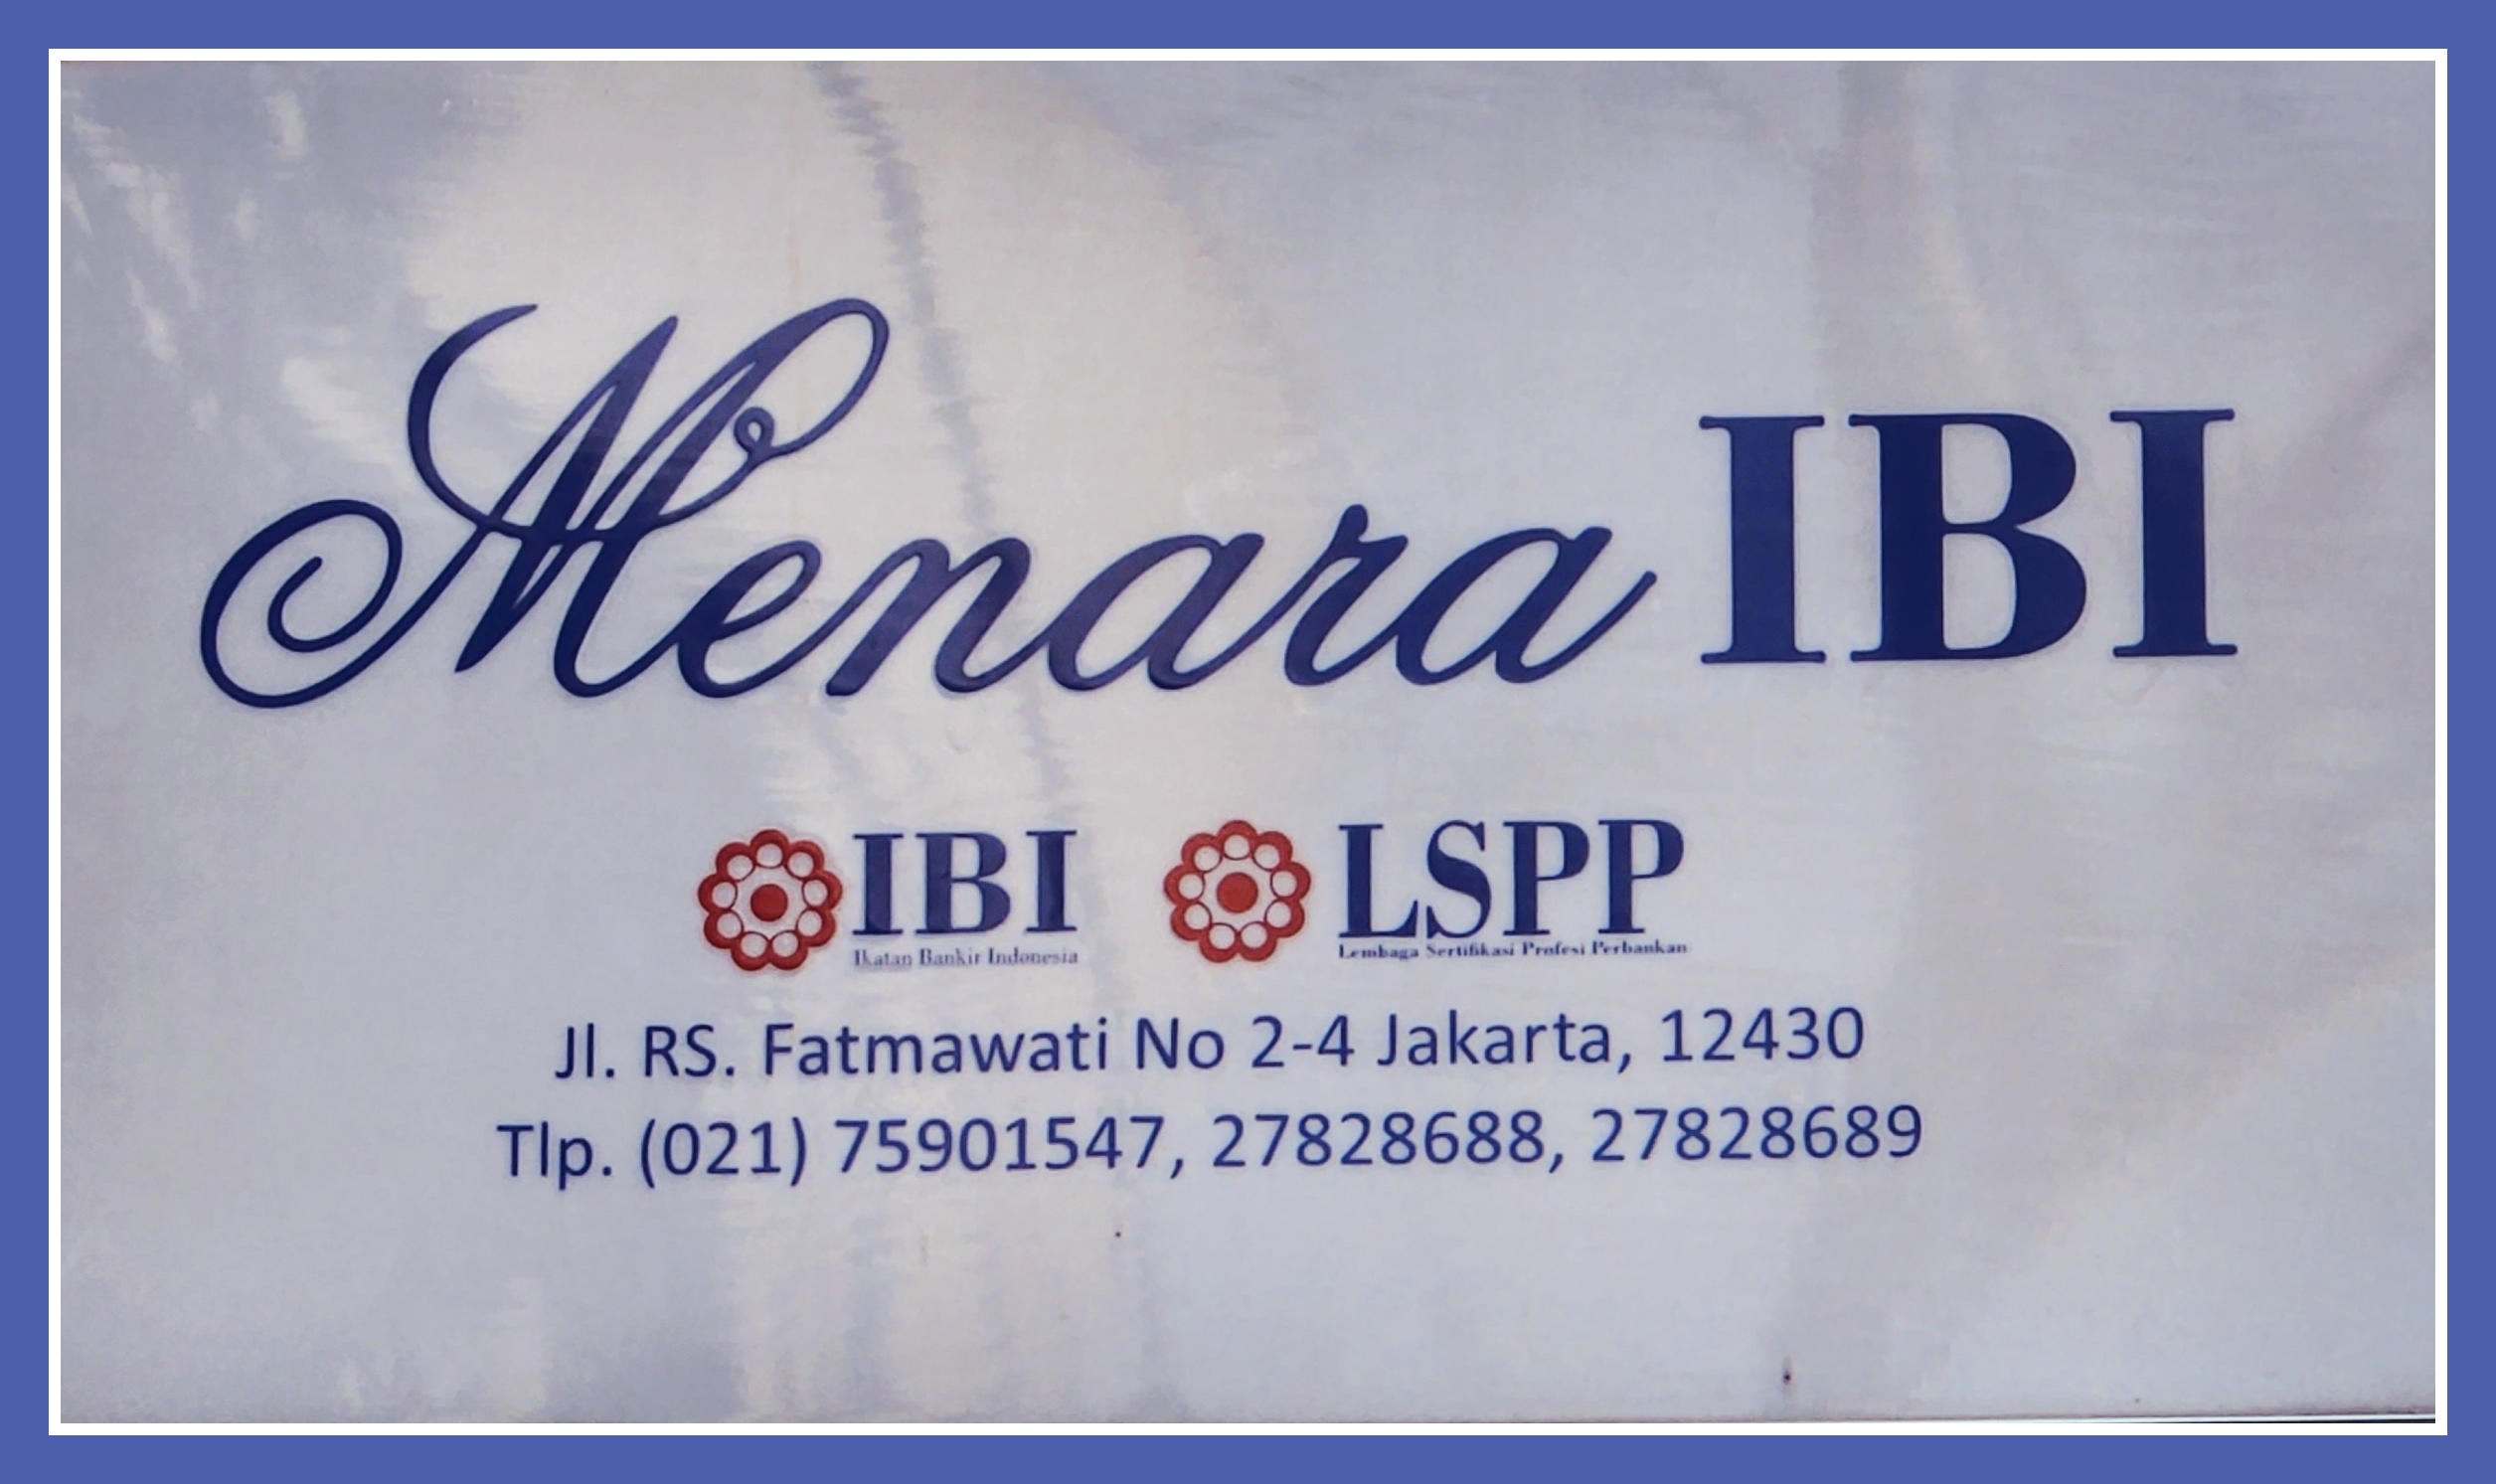 Menara IBI
IBI LSPP
Ikatan Bankir Indonesia Lembaga Sertifikasi Profesi Perbankan
Jl. RS. Fatmawati No 2-4 Jakarta, 12430
Tlp. (021) 75901547, 27828688, 27828689